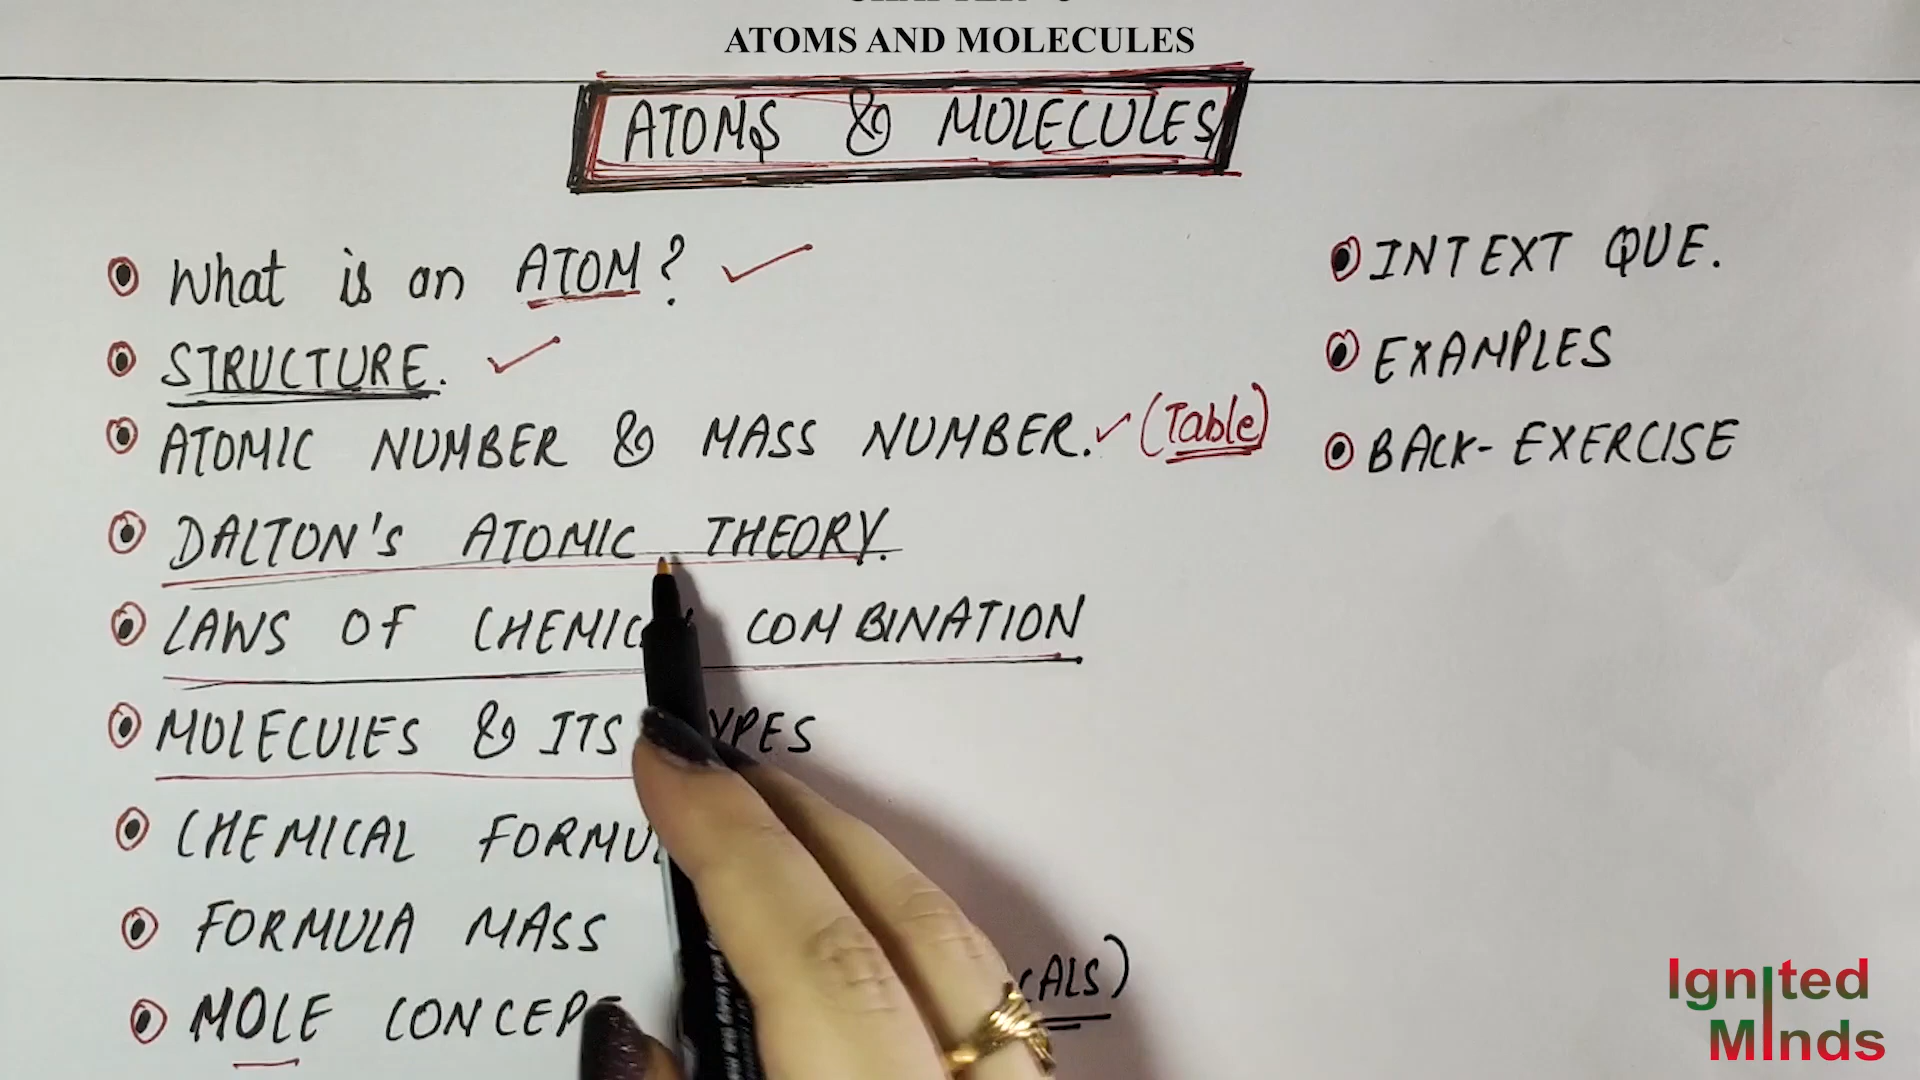 ATOMS AND MOLECULES
ATOMS & MOLECULES
What is an ATOM?
STRUCTURE.
ATOMIC NUMBER & MASS NUMBER. (Table)
DALTON'S ATOMIC THEORY.
LAWS OF COMBINATION
MOLECULES & ITS
CHEMICAL
FORMULA MASS
MOLE
INTEXT QUE.
EXAMPLES
BACK-EXERCISE
Ignited
Minds